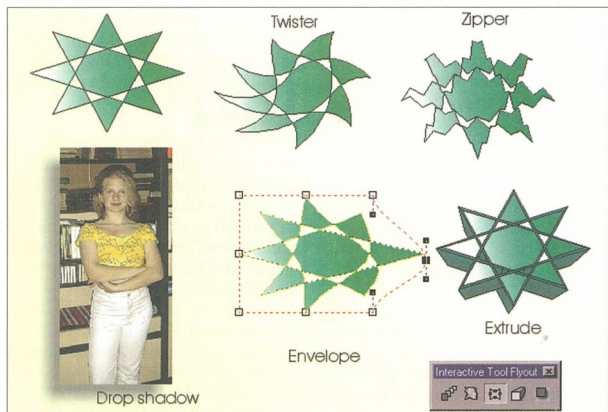 Twister
Zipper
Envelope
Extrude
Drop shadow
Interactive Tool Flyout